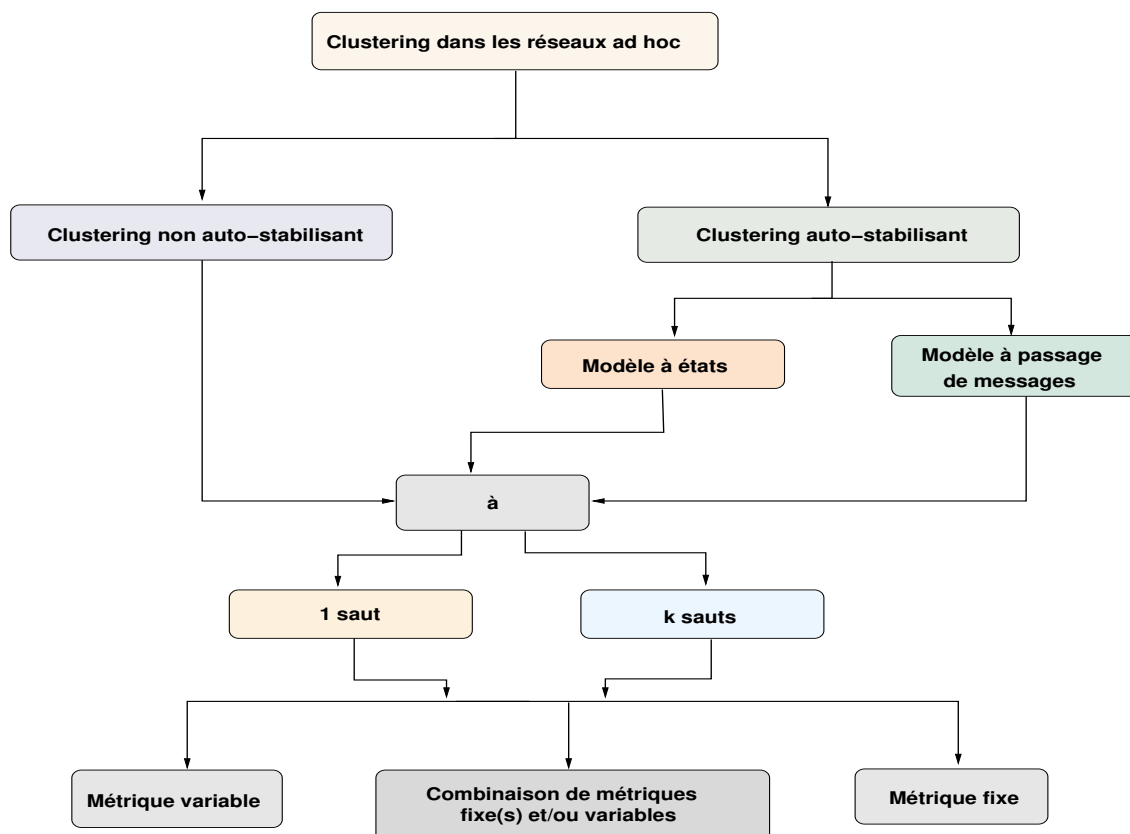 Clustering dans les réseaux ad hoc
Clustering non auto−stabilisant
Clustering auto−stabilisant
Modèle à états
Modèle à passage
de messages
à
1 saut
k sauts
Métrique variable
Combinaison de métriques
fixe(s) et/ou variables
Métrique fixe